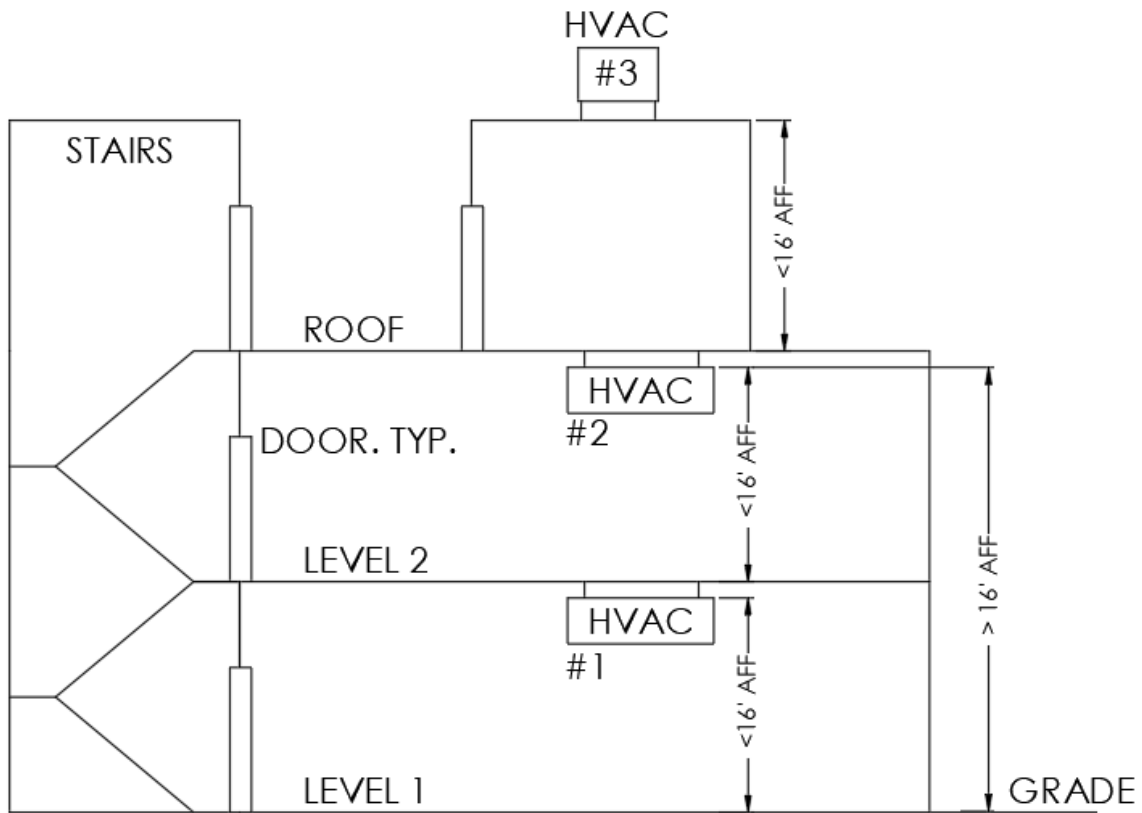 HVAC
#3
STAIRS
<16' AFF
ROOF
HVAC
#2
DOOR. TYP.
<16' AFF
> 16' AFF
LEVEL 2
HVAC
#1
<16' AFF
LEVEL 1
GRADE